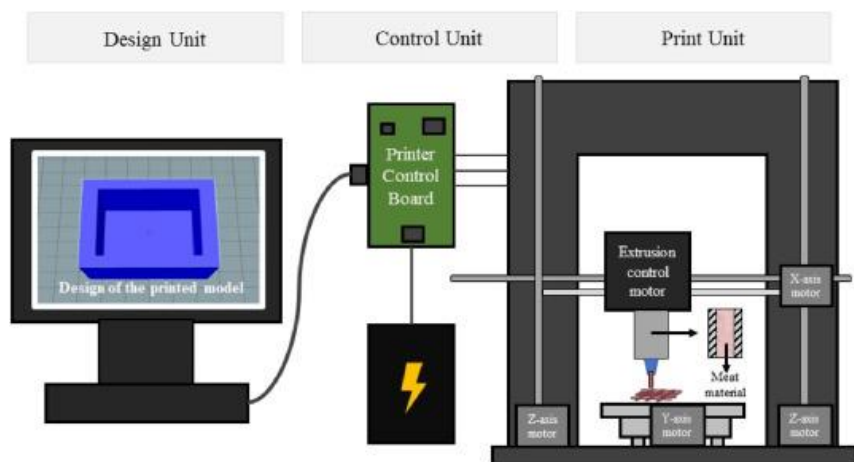 Design Unit
Control Unit
Print Unit
Printer
Control
Board
Design of the printed model
Extrusion
control
motor
X-axis
motor
Meat
material
Z-axis
motor
Y-axis
motor
Z-axis
motor